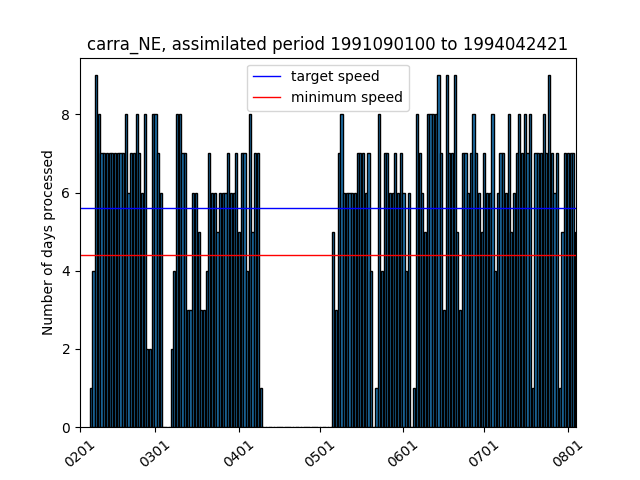 carra_NE, assimilated period 1991090100 to 1994042421
target speed
minimum speed
Number of days processed
8
6
4
2
0
0201 0301 0401 0501 0601 0701 0801